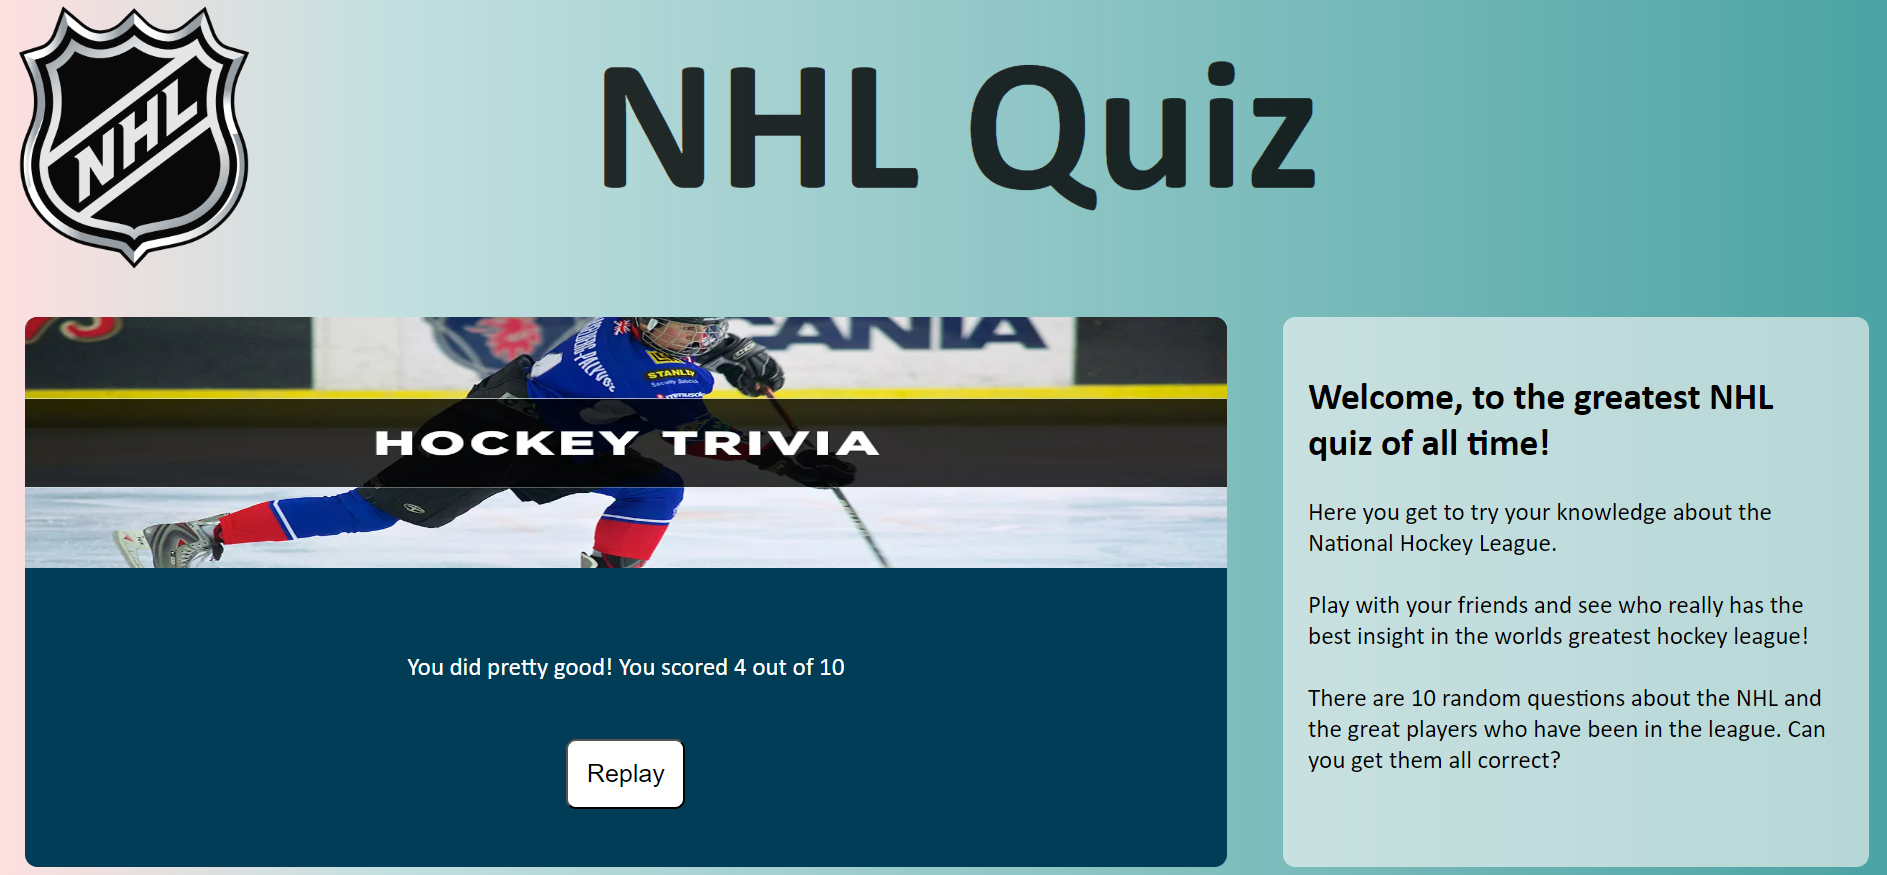 NHL
NHL Quiz
CANIA
STANLEY
Security Solutions
HOCKEY TRIVIA
You did pretty good! You scored 4 out of 10
Replay
Welcome, to the greatest NHL
quiz of all time!
Here you get to try your knowledge about the
National Hockey League.
Play with your friends and see who really has the
best insight in the worlds greatest hockey league!
There are 10 random questions about the NHL and
the great players who have been in the league. Can
you get them all correct?